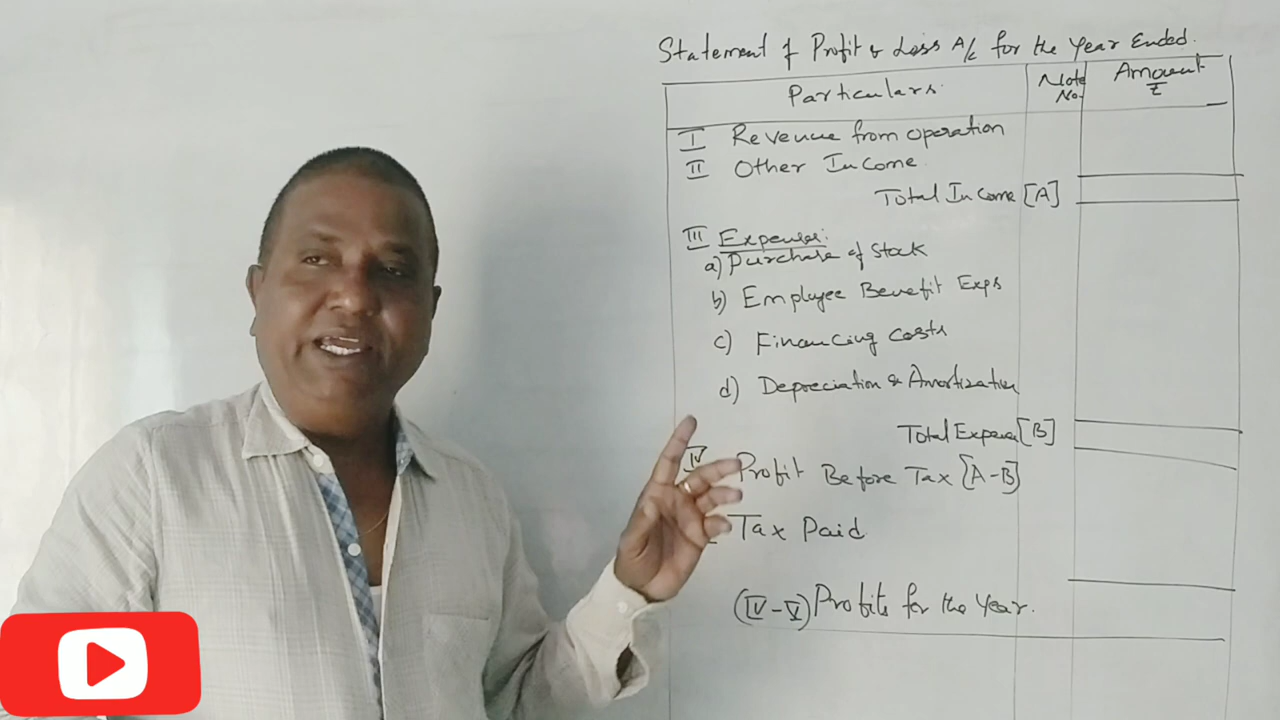 Statement of Profit & Loss A/c for the Year Ended.
Particulars. Note No. Amount ₹
I Revenue from operation
II Other Income
Total Income [A]
III Expenses:
a) Purchase of Stock
b) Employee Benefit Exps
c) Financing Costs
d) Depreciation & Amortization
Total Expense [B]
IV Profit Before Tax [A-B]
Tax Paid
(IV-V) Profits for the Year.